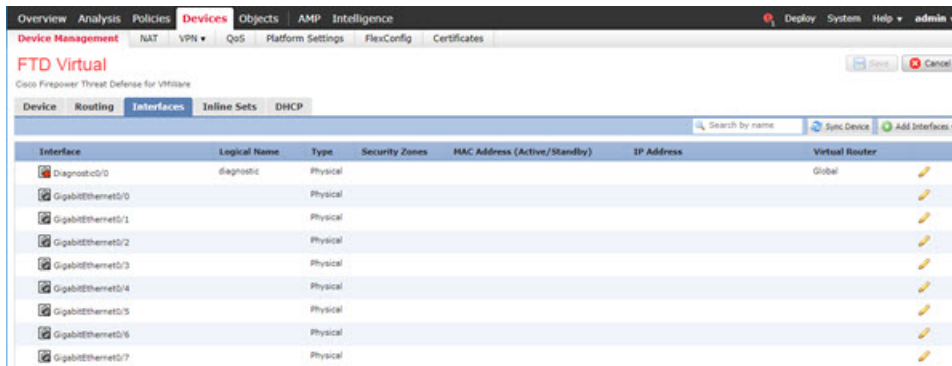 Overview Analysis Policies Devices Objects AMP Intelligence 1 Deploy System Help admin
Device Management NAT VPN QoS Platform Settings FlexConfig Certificates
FTD Virtual Save Cancel
Cisco Firepower Threat Defense for VMWare
Device Routing Interfaces Inline Sets DHCP
Search by name Sync Device Add Interfaces
Interface Logical Name Type Security Zones MAC Address (Active/Standby) IP Address Virtual Router
Diagnostic0/0 diagnostic Physical Global
GigabitEthernet0/0 Physical
GigabitEthernet0/1 Physical
GigabitEthernet0/2 Physical
GigabitEthernet0/3 Physical
GigabitEthernet0/4 Physical
GigabitEthernet0/5 Physical
GigabitEthernet0/6 Physical
GigabitEthernet0/7 Physical